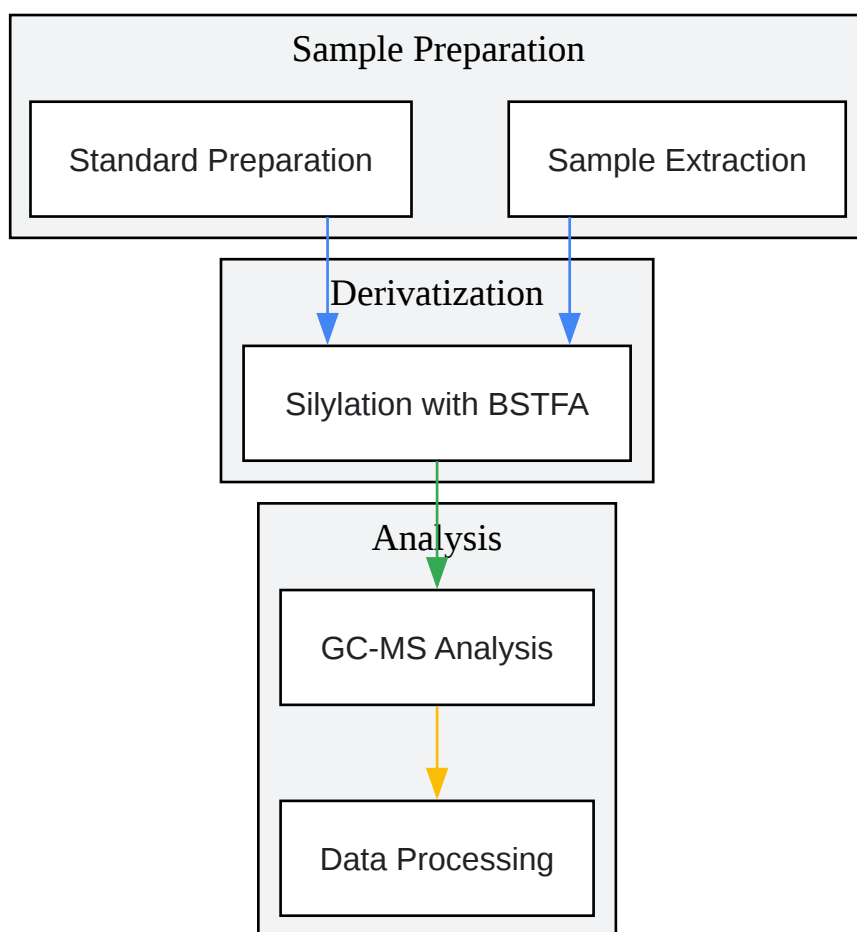 Sample Preparation
Standard Preparation
Sample Extraction
Derivatization
Silylation with BSTFA
Analysis
GC-MS Analysis
Data Processing